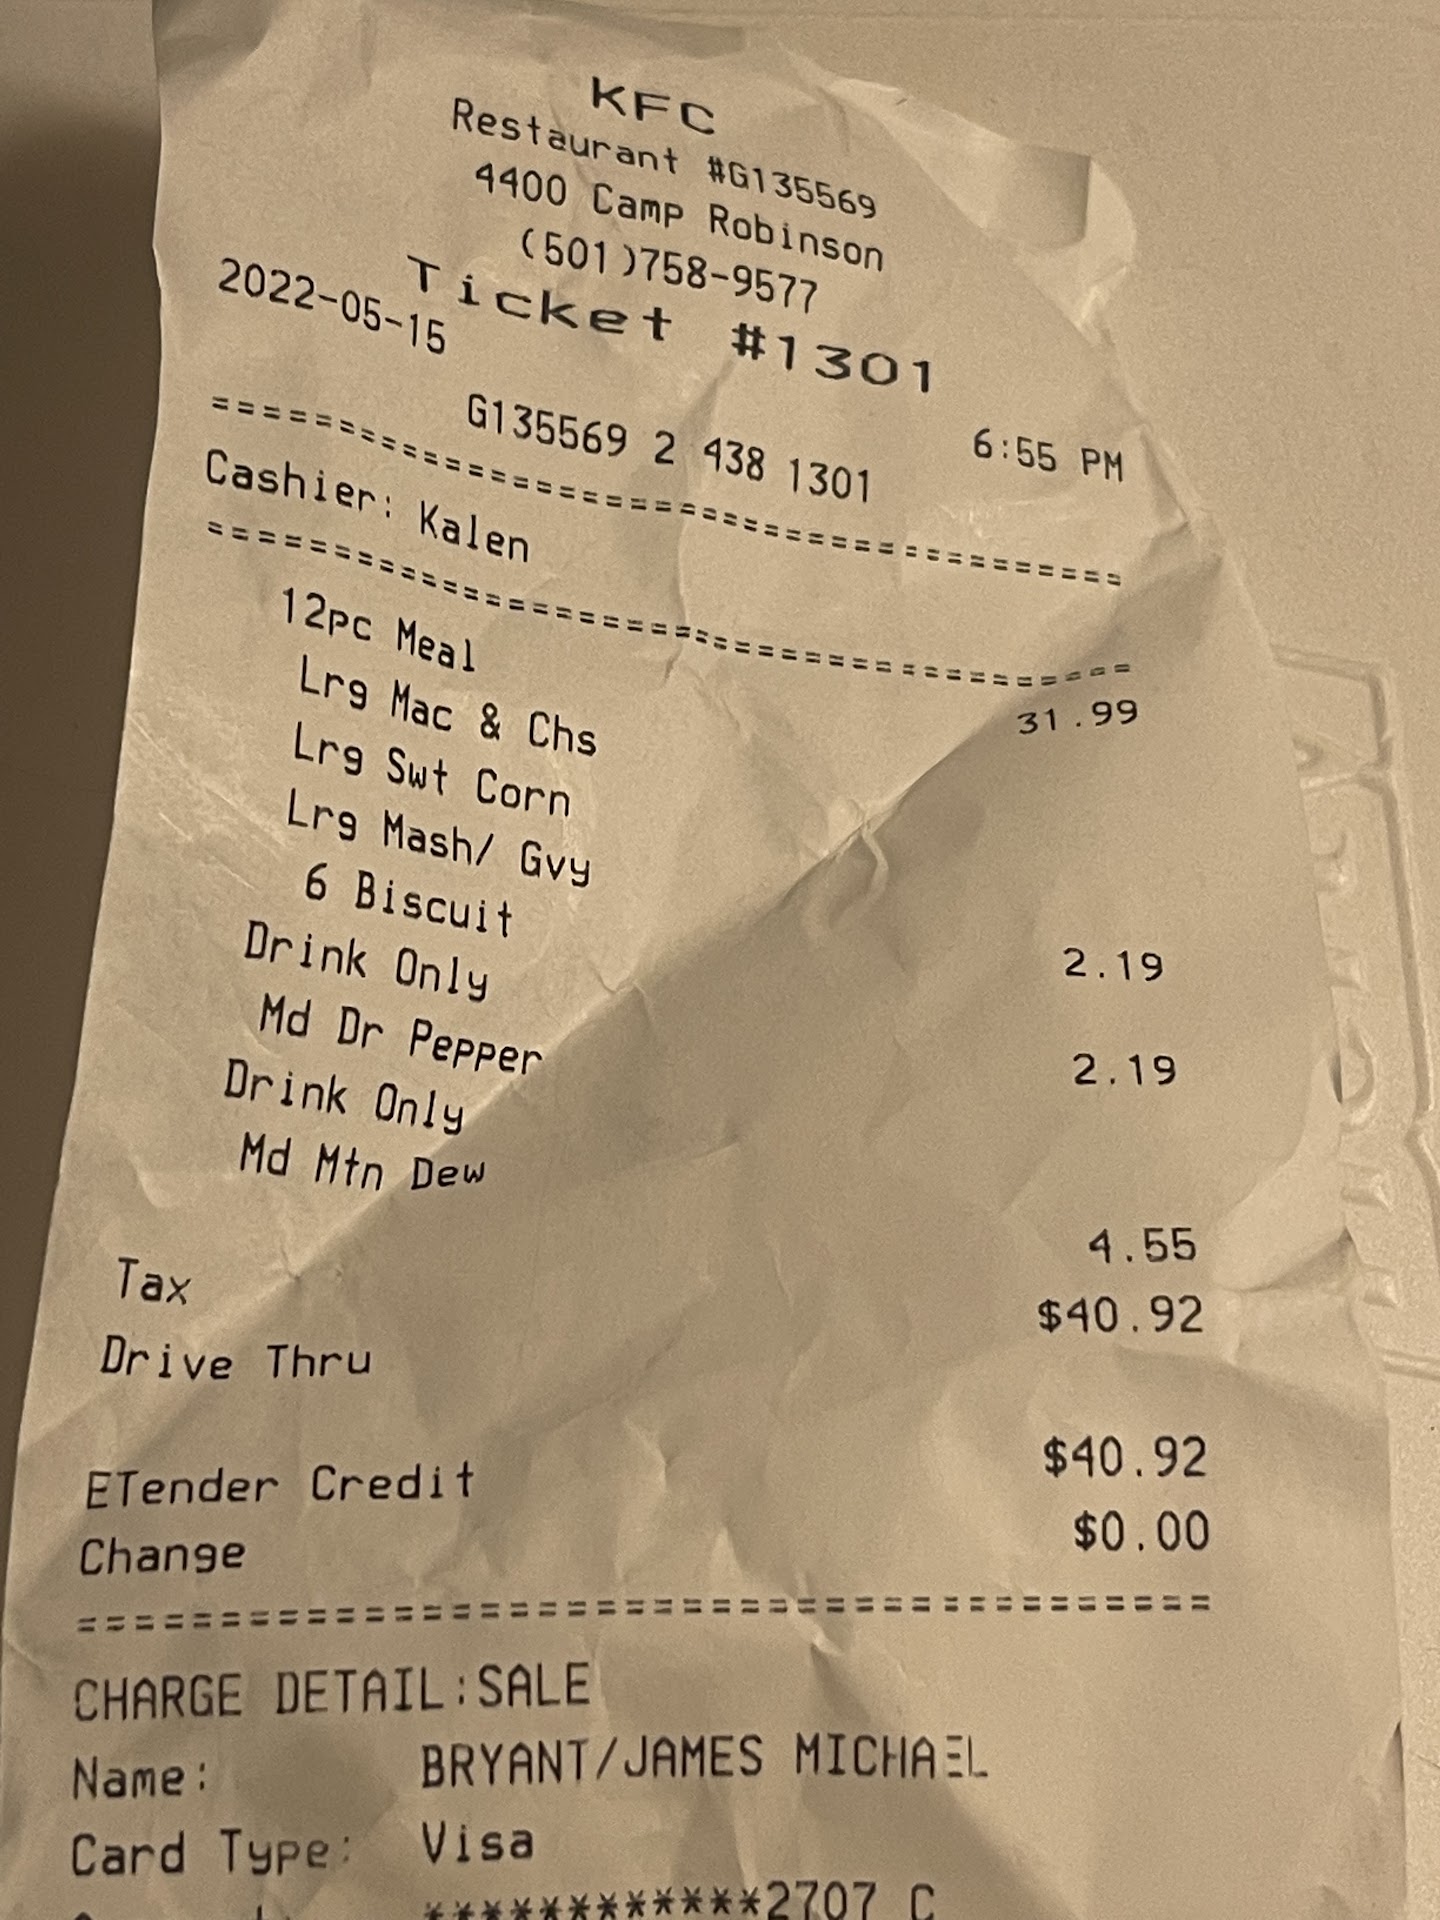 KFC
Restaurant #G135569
4400 Camp Robinson
(501)758-9577
Ticket #1301
2022-05-15 6:55 PM
G135569 2 438 1301
========================================
Cashier: Kalen
========================================
12pc Meal 31.99
Lrg Mac & Chs
Lrg Swt Corn
Lrg Mash/ Gvy
6 Biscuit
Drink Only 2.19
Md Dr Pepper
Drink Only 2.19
Md Mtn Dew
Tax 4.55
Drive Thru $40.92
ETender Credit $40.92
Change $0.00
========================================
CHARGE DETAIL:SALE
Name: BRYANT/JAMES MICHAEL
Card Type: Visa
************2707 C